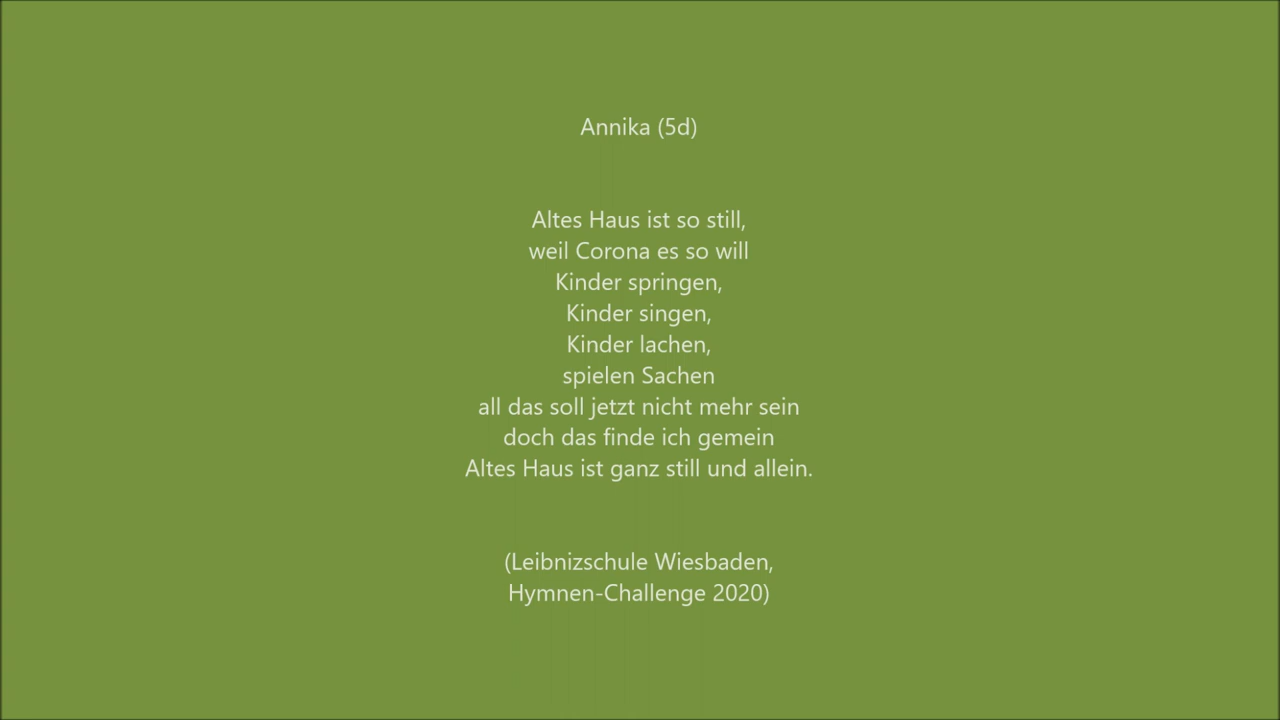 Annika (5d)
Altes Haus ist so still,
weil Corona es so will
Kinder springen,
Kinder singen,
Kinder lachen,
spielen Sachen
all das soll jetzt nicht mehr sein
doch das finde ich gemein
Altes Haus ist ganz still und allein.
(Leibnizschule Wiesbaden,
Hymnen-Challenge 2020)